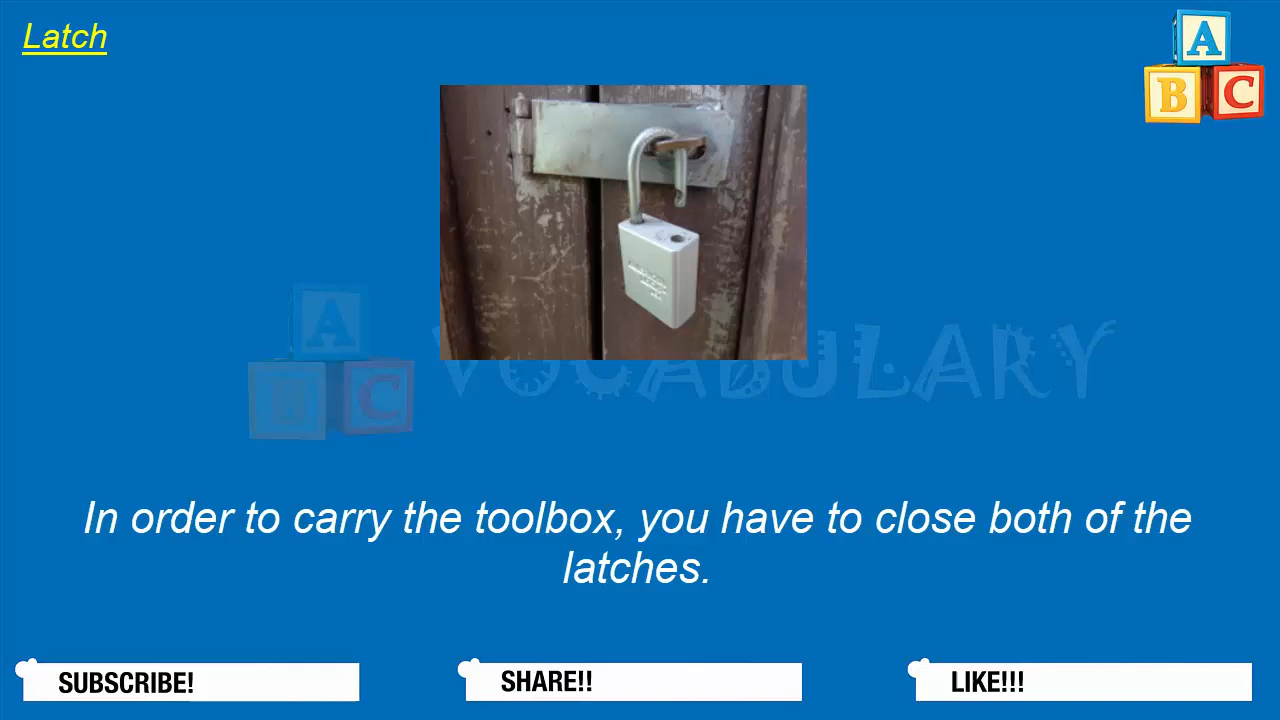 Latch
A
B C
A
B C VOCABULARY
In order to carry the toolbox, you have to close both of the
latches.
SUBSCRIBE!
SHARE!!
LIKE!!!